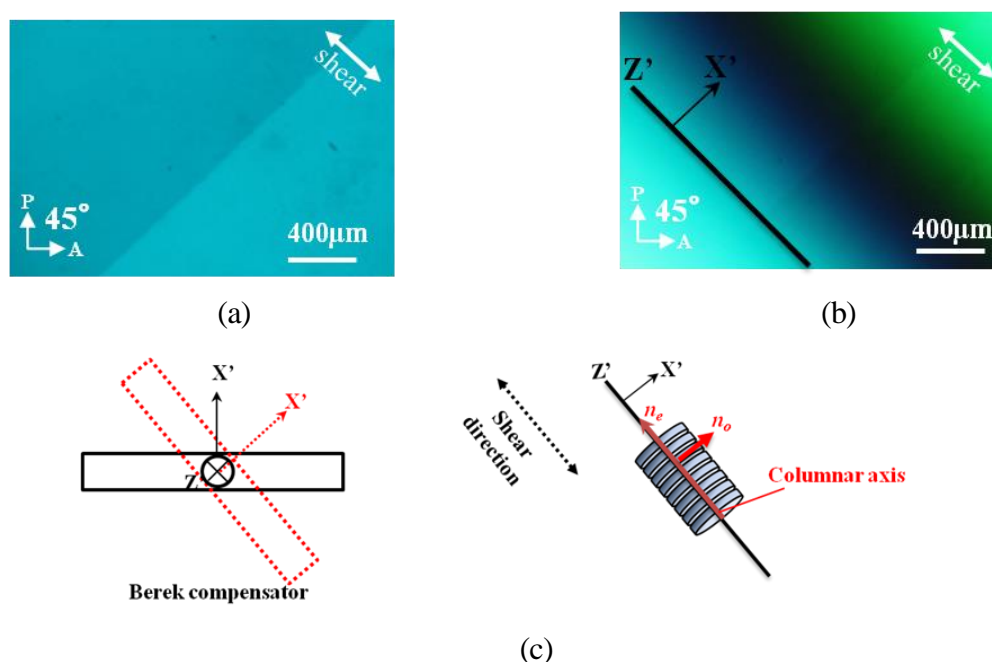 shear
P
45°
A
400μm
(a)
Z’
X’
shear
P
45°
A
400μm
(b)
X’
X’
Z
Berek compensator
Shear
direction
Z’
X’
nₑ
nₒ
Columnar axis
(c)